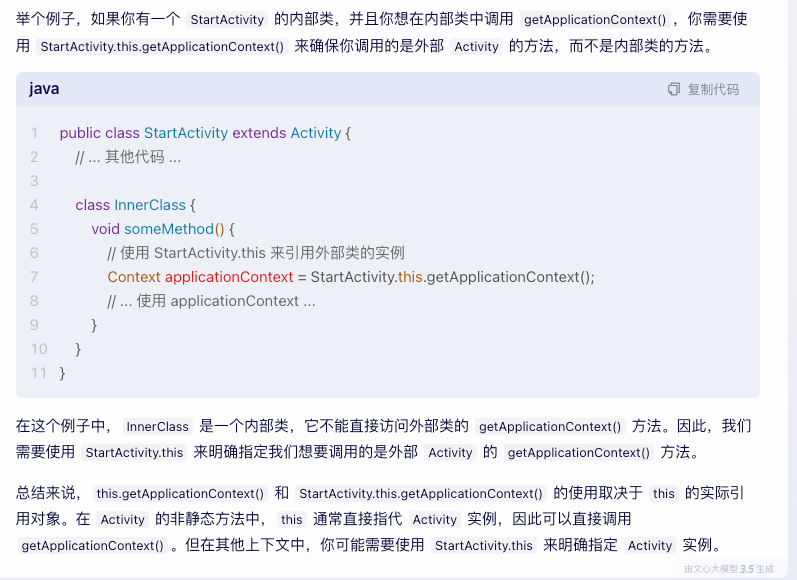 举个例子，如果你有一个 StartActivity 的内部类，并且你想在内部类中调用 getApplicationContext() ，你需要使
用 StartActivity.this.getApplicationContext() 来确保你调用的是外部 Activity 的方法，而不是内部类的方法。
java 复制代码
1 public class StartActivity extends Activity {
2 // ... 其他代码 ...
3
4 class InnerClass {
5 void someMethod() {
6 // 使用 StartActivity.this 来引用外部类的实例
7 Context applicationContext = StartActivity.this.getApplicationContext();
8 // ... 使用 applicationContext ...
9 }
10 }
11 }
在这个例子中， InnerClass 是一个内部类，它不能直接访问外部类的 getApplicationContext() 方法。因此，我们
需要使用 StartActivity.this 来明确指定我们想要调用的是外部 Activity 的 getApplicationContext() 方法。
总结来说， this.getApplicationContext() 和 StartActivity.this.getApplicationContext() 的使用取决于 this 的实际引
用对象。在 Activity 的非静态方法中， this 通常直接指代 Activity 实例，因此可以直接调用
getApplicationContext() 。但在其他上下文中，你可能需要使用 StartActivity.this 来明确指定 Activity 实例。
由文心大模型 3.5 生成